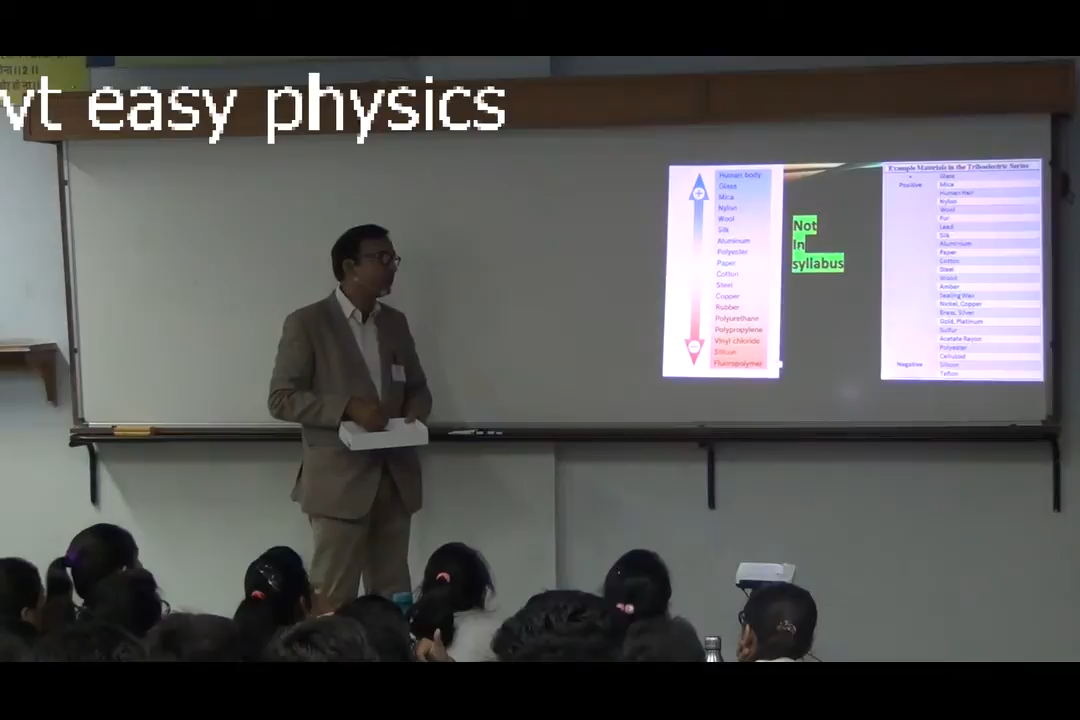 vt easy physics
Human body
Glass
Mica
Nylon
Wool
Silk
Aluminum
Polyester
Paper
Cotton
Steel
Copper
Rubber
Polyurethane
Polypropylene
Vinyl chloride
Silicon
Fluoropolymer
Not
In
syllabus
Example Materials in the Triboelectric Series
Glass
Positive Mica
Human Hair
Nylon
Wool
Fur
Lead
Silk
Aluminium
Paper
Cotton
Steel
Wood
Amber
Sealing Wax
Nickel, Copper
Brass, Silver
Gold, Platinum
Sulfur
Acetate Rayon
Polyester
Celluloid
Negative Silicon
Teflon